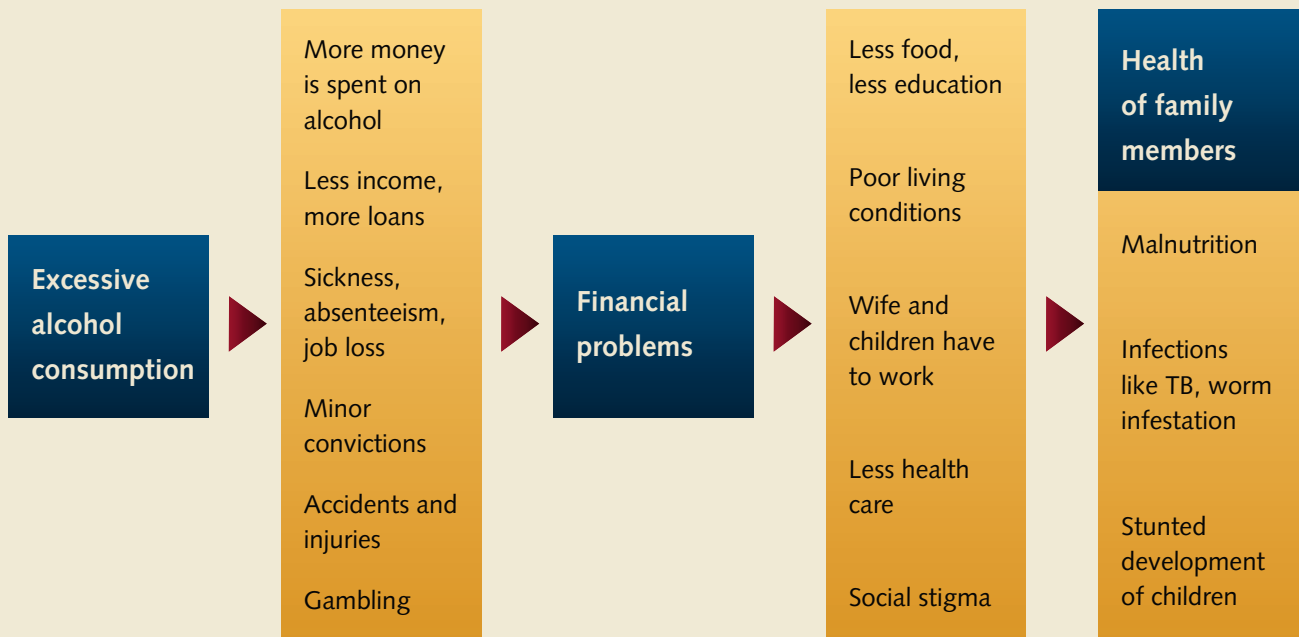 Excessive
alcohol
consumption
More money
is spent on
alcohol
Less income,
more loans
Sickness,
absenteeism,
job loss
Minor
convictions
Accidents and
injuries
Gambling
Financial
problems
Less food,
less education
Poor living
conditions
Wife and
children have
to work
Less health
care
Social stigma
Health
of family
members
Malnutrition
Infections
like TB, worm
infestation
Stunted
development
of children